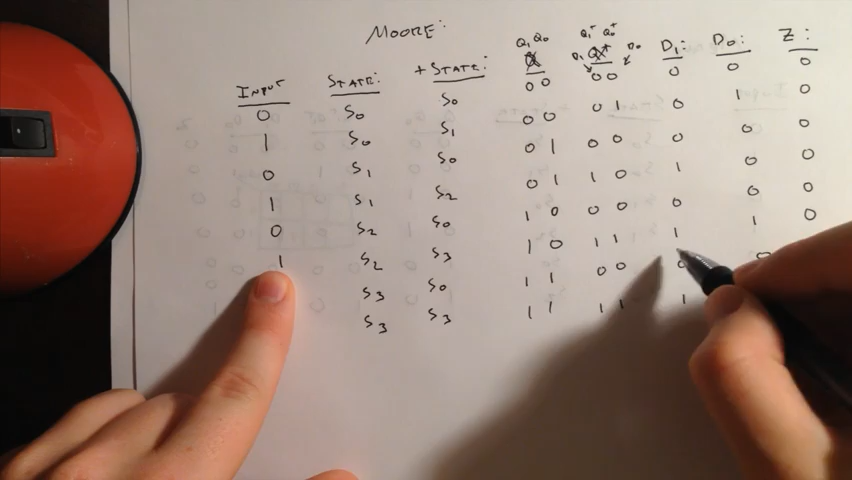 MOORE:
Q₁ Q₀ Q₁⁺ Q₀⁺
INPUT STATE: + STATE: D₁ Q⁺ D₀ D₁: D₀: Z:
0 S₀ S₀ 0 0 0 0 0 0 0
1 S₀ S₁ 0 0 0 1 0 1 0
0 S₁ S₀ 0 1 0 0 0 0 0
1 S₁ S₂ 0 1 1 0 1 0 0
0 S₂ S₀ 1 0 0 0 0 0 0
1 S₂ S₃ 1 0 1 1 1 1 0
S₃ S₀ 1 1 0 0 0 0
S₃ S₃ 1 1 1 1 1